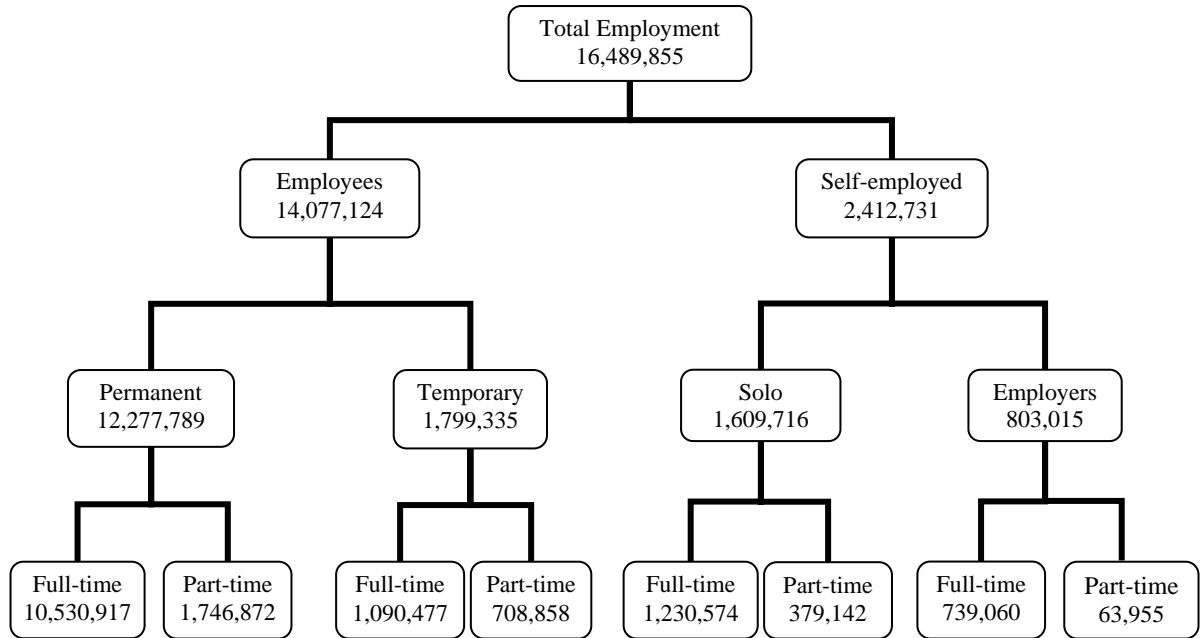 Total Employment
16,489,855
Employees
14,077,124
Self-employed
2,412,731
Permanent
12,277,789
Temporary
1,799,335
Solo
1,609,716
Employers
803,015
Full-time
10,530,917
Part-time
1,746,872
Full-time
1,090,477
Part-time
708,858
Full-time
1,230,574
Part-time
379,142
Full-time
739,060
Part-time
63,955